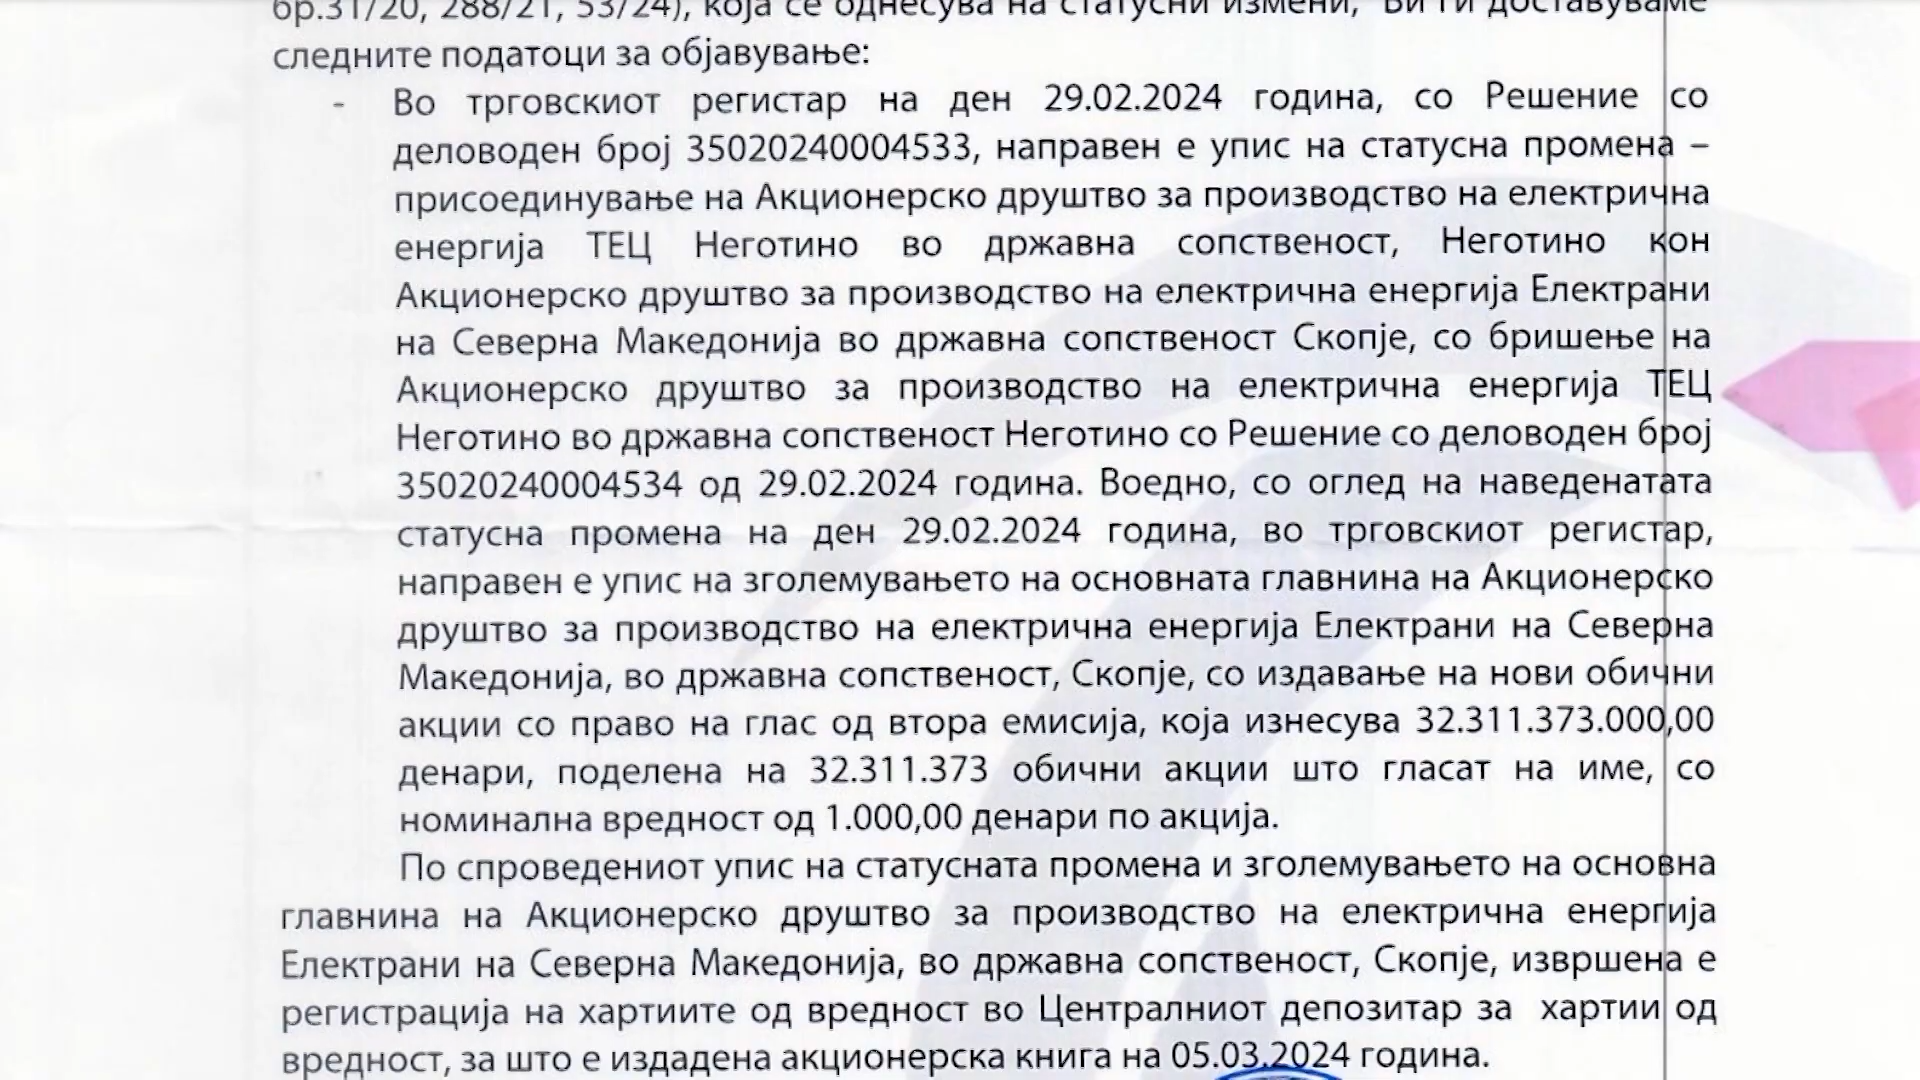 бр.31/20, 288/21, 53/24), која се однесува на статусни измени, Ви ги доставуваме
следните податоци за објавување:
- Во трговскиот регистар на ден 29.02.2024 година, со Решение со
деловоден број 35020240004533, направен е упис на статусна промена –
присоединување на Акционерско друштво за производство на електрична
енергија ТЕЦ Неготино во државна сопственост, Неготино кон
Акционерско друштво за производство на електрична енергија Електрани
на Северна Македонија во државна сопственост Скопје, со бришење на
Акционерско друштво за производство на електрична енергија ТЕЦ
Неготино во државна сопственост Неготино со Решение со деловоден број
35020240004534 од 29.02.2024 година. Воедно, со оглед на наведенатата
статусна промена на ден 29.02.2024 година, во трговскиот регистар,
направен е упис на зголемувањето на основната главнина на Акционерско
друштво за производство на електрична енергија Електрани на Северна
Македонија, во државна сопственост, Скопје, со издавање на нови обични
акции со право на глас од втора емисија, која изнесува 32.311.373.000,00
денари, поделена на 32.311.373 обични акции што гласат на име, со
номинална вредност од 1.000,00 денари по акција.
По спроведениот упис на статусната промена и зголемувањето на основна
главнина на Акционерско друштво за производство на електрична енергија
Електрани на Северна Македонија, во државна сопственост, Скопје, извршена е
регистрација на хартиите од вредност во Централниот депозитар за хартии од
вредност, за што е издадена акционерска книга на 05.03.2024 година.